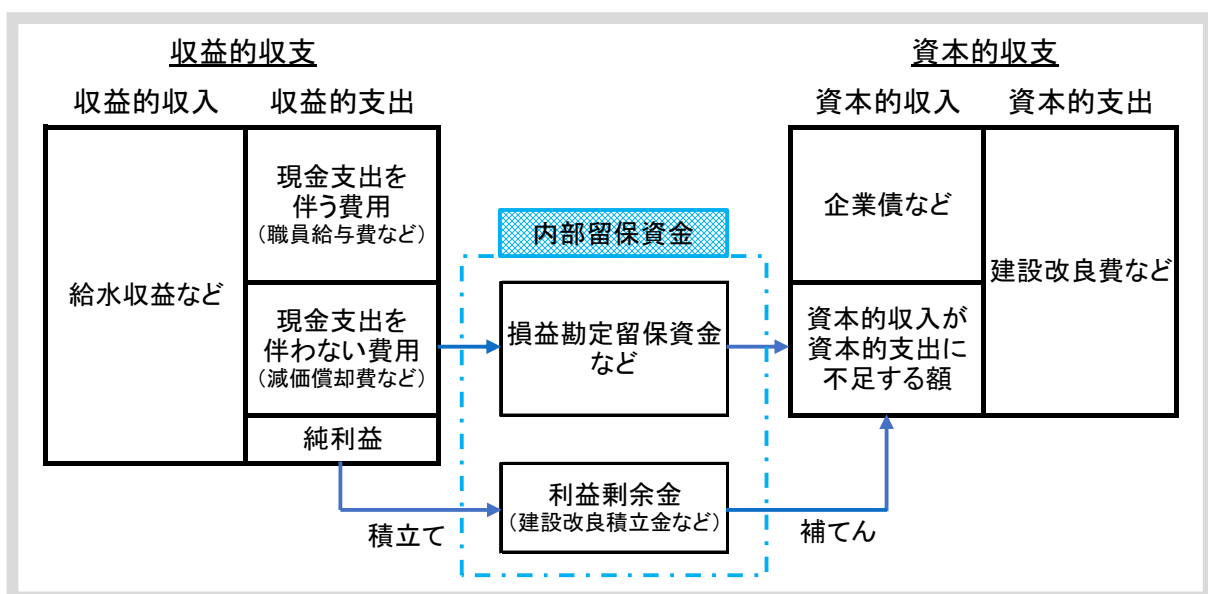 収益的収支
収益的収入
収益的支出
給水収益など
現金支出を
伴う費用
（職員給与費など）
現金支出を
伴わない費用
（減価償却費など）
純利益
積立て
内部留保資金
損益勘定留保資金
など
利益剰余金
（建設改良積立金など）
補てん
資本的収支
資本的収入
資本的支出
企業債など
資本的収入が
資本的支出に
不足する額
建設改良費など